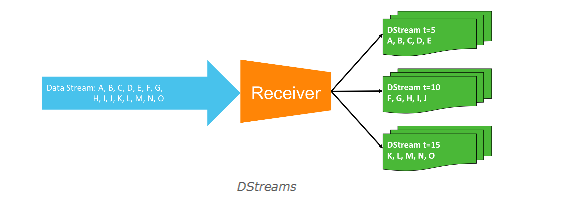 Data Stream: A, B, C, D, E, F, G,
H, I, J, K, L, M, N, O
Receiver
DStream t=5
A, B, C, D, E
DStream t=10
F, G, H, I, J
DStream t=15
K, L, M, N, O
DStreams